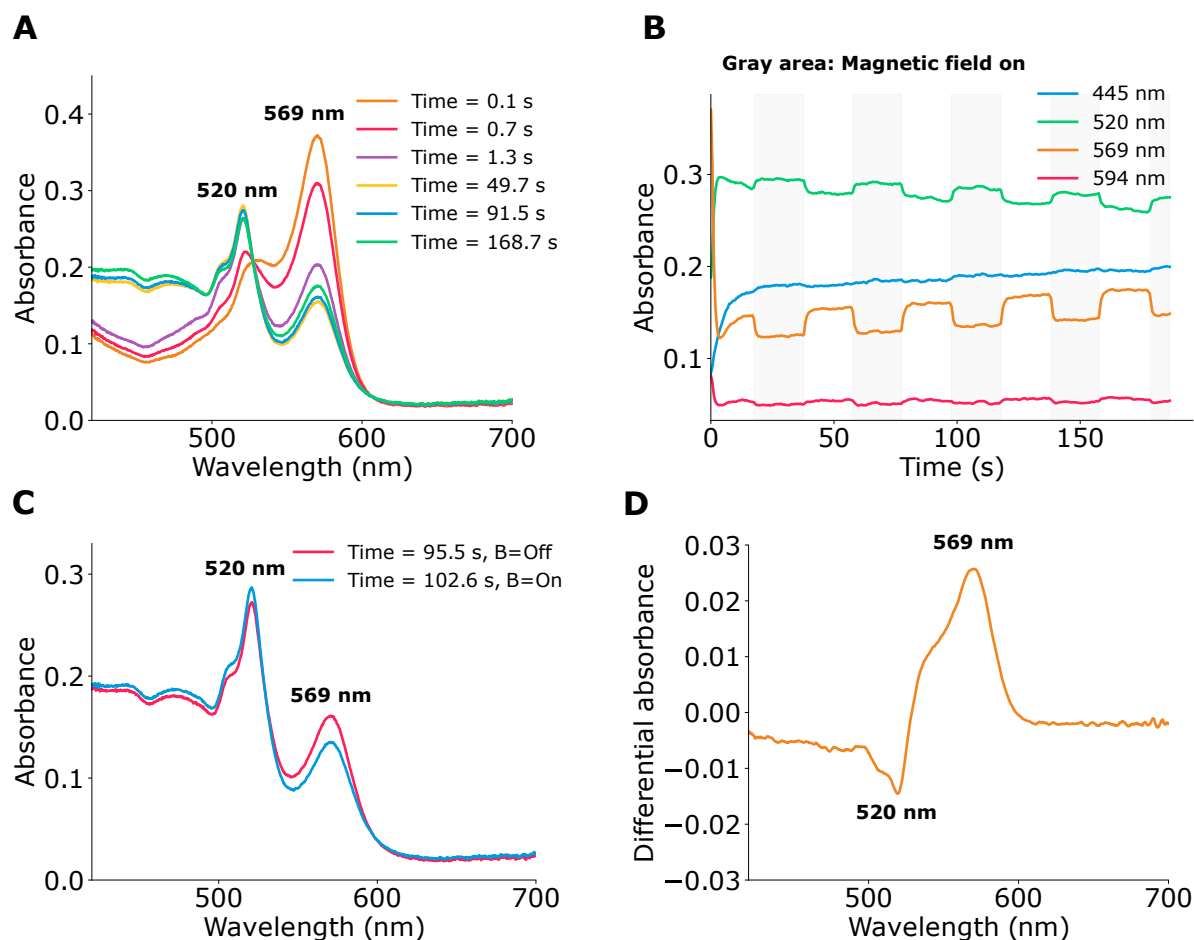 A
0.4
0.3
0.2
0.1
0.0
Absorbance
500
600
700
Wavelength (nm)
520 nm
569 nm
Time = 0.1 s
Time = 0.7 s
Time = 1.3 s
Time = 49.7 s
Time = 91.5 s
Time = 168.7 s
B
Gray area: Magnetic field on
445 nm
520 nm
569 nm
594 nm
0.3
0.2
0.1
Absorbance
0
50
100
150
Time (s)
C
0.3
0.2
0.1
0.0
Absorbance
500
600
700
Wavelength (nm)
520 nm
569 nm
Time = 95.5 s, B=Off
Time = 102.6 s, B=On
D
0.03
0.02
0.01
0.00
−0.01
−0.02
−0.03
Differential absorbance
500
600
700
Wavelength (nm)
569 nm
520 nm